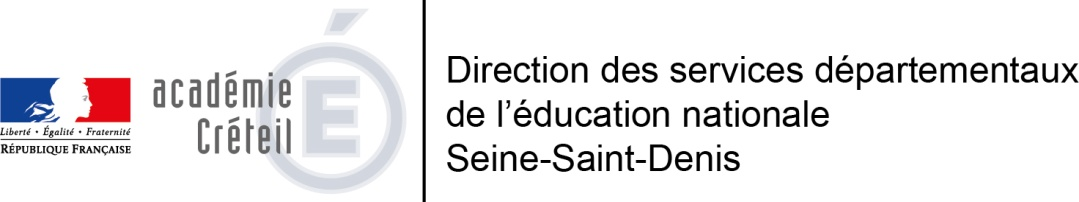 Liberté • Égalité • Fraternité
RÉPUBLIQUE FRANÇAISE
académie
Créteil
É
Direction des services départementaux
de l’éducation nationale
Seine-Saint-Denis